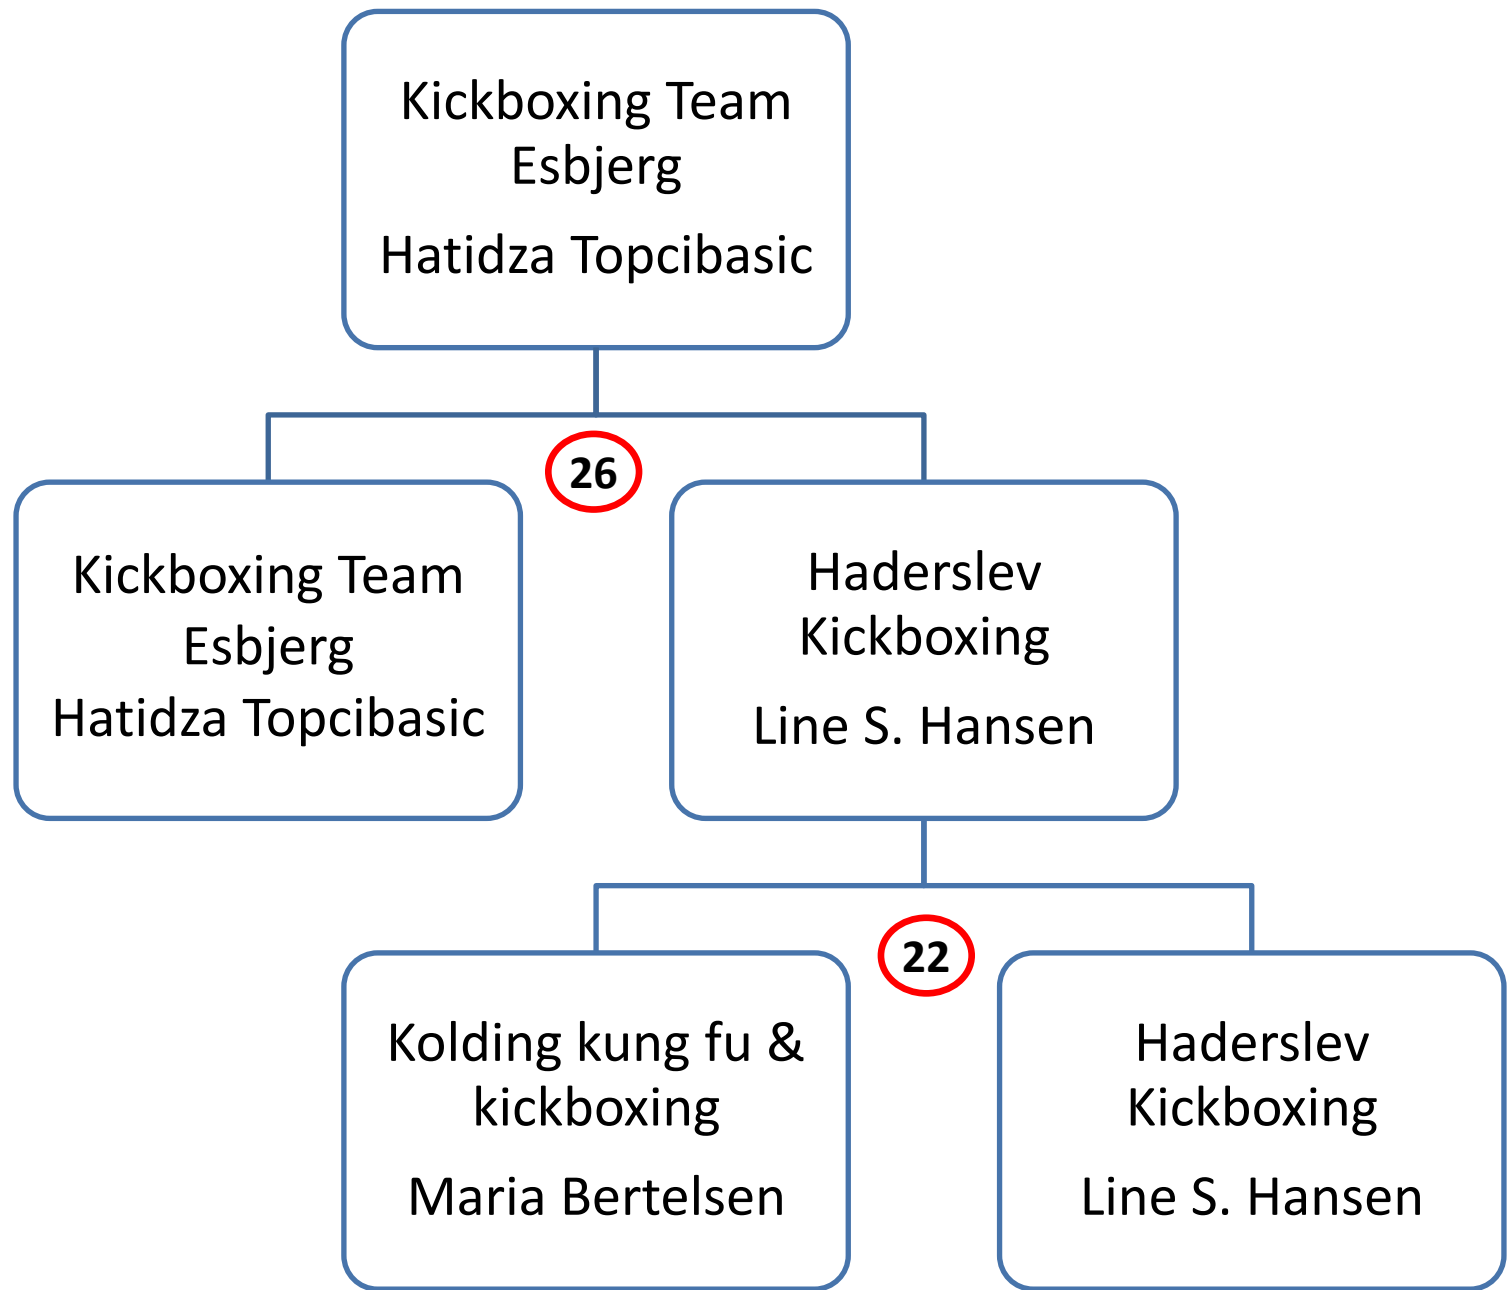 Kickboxing Team
Esbjerg
Hatidza Topcibasic
26
Kickboxing Team
Esbjerg
Hatidza Topcibasic
Haderslev
Kickboxing
Line S. Hansen
22
Kolding kung fu &
kickboxing
Maria Bertelsen
Haderslev
Kickboxing
Line S. Hansen